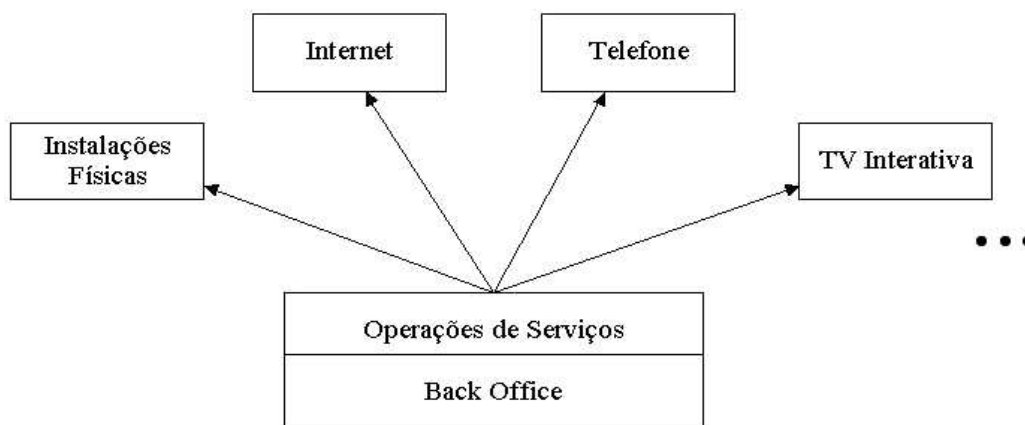 Internet
Telefone
Instalações
Físicas
TV Interativa
...
Operações de Serviços
Back Office